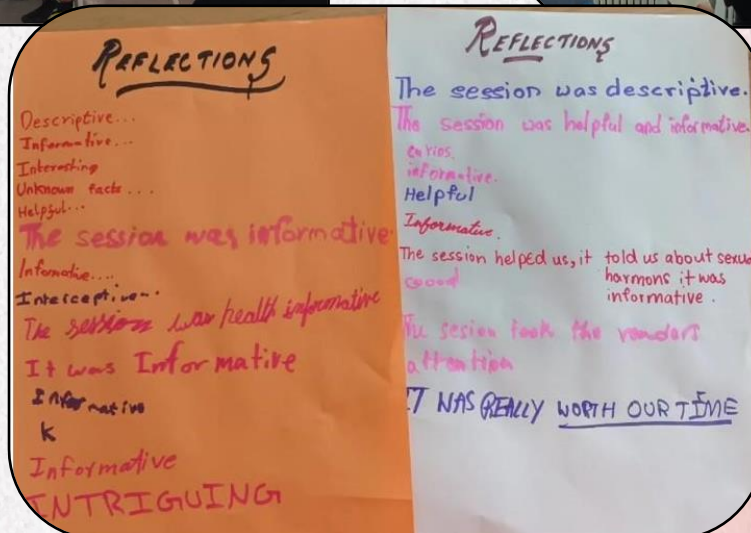 REFLECTIONS
Descriptive...
Informative...
Interesting
Unknown facts...
Helpful...
The session was informative
Informative....
Interceptive...
The session was health informative
It was Informative
Informative
K
Informative
INTRIGUING
REFLECTIONS
The session was descriptive.
The session was helpful and informative.
informative.
Helpful
Informative.
The session helped us, it told us about sexual
harmons it was
informative.
Good
The sesion took the
attention
IT WAS REALLY WORTH OUR TIME